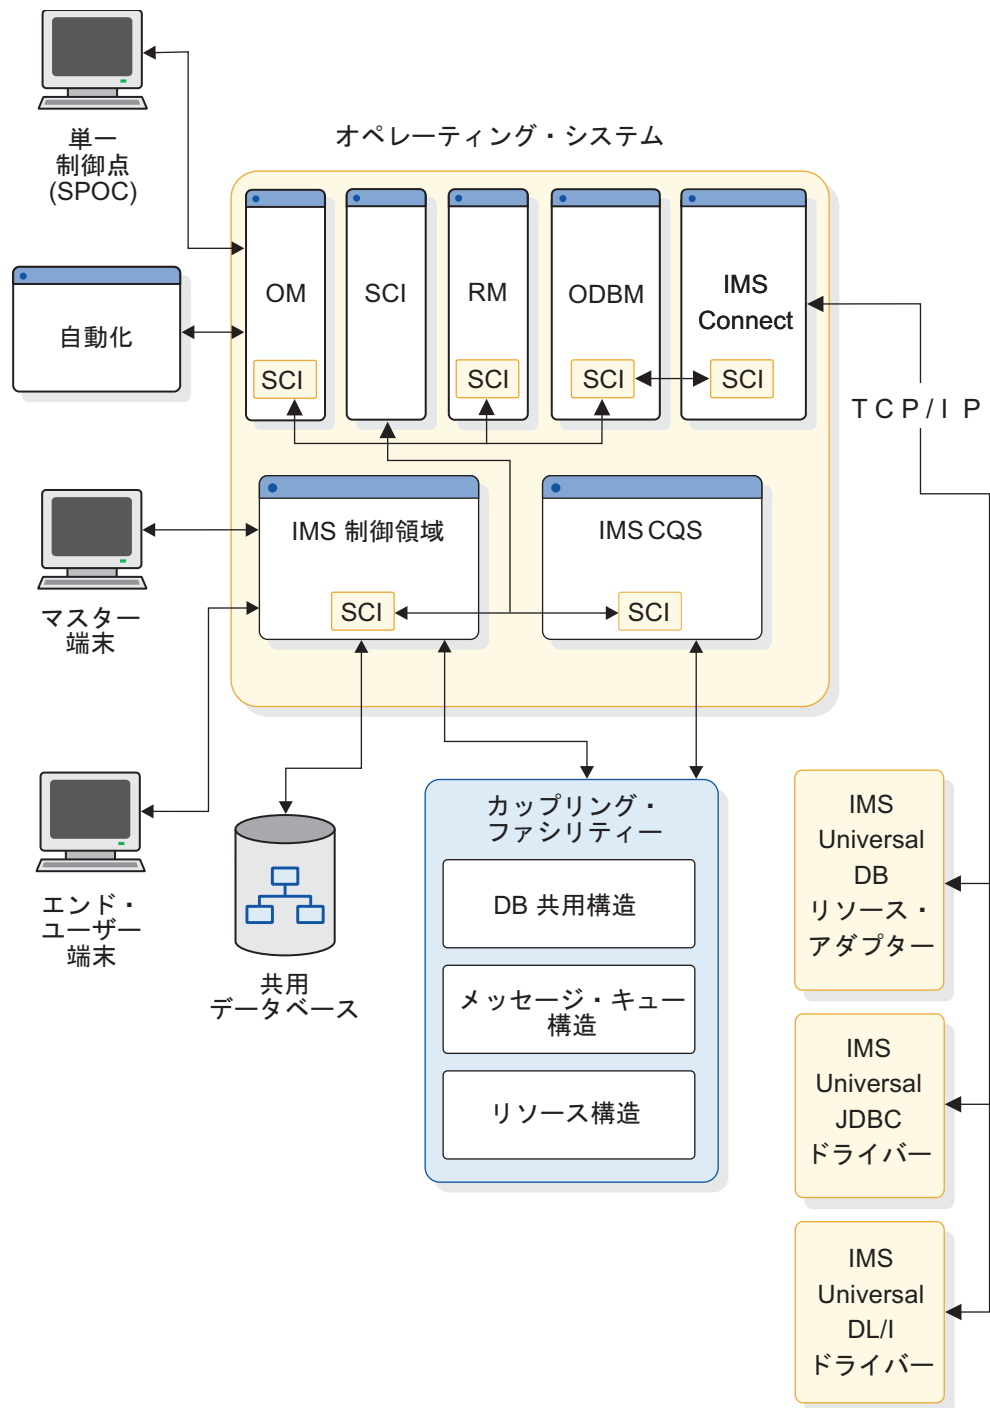 単一
制御点
(SPOC)
オペレーティング・システム
OM
SCI
RM
ODBM
IMS
Connect
SCI
SCI
SCI
SCI
自動化
TCP/IP
IMS 制御領域
IMS CQS
SCI
SCI
マスター
端末
エンド・
ユーザー
端末
共用
データベース
カップリング・
ファシリティー
DB 共用構造
メッセージ・キュー
構造
リソース構造
IMS
Universal
DB
リソース・
アダプター
IMS
Universal
JDBC
ドライバー
IMS
Universal
DL/I
ドライバー